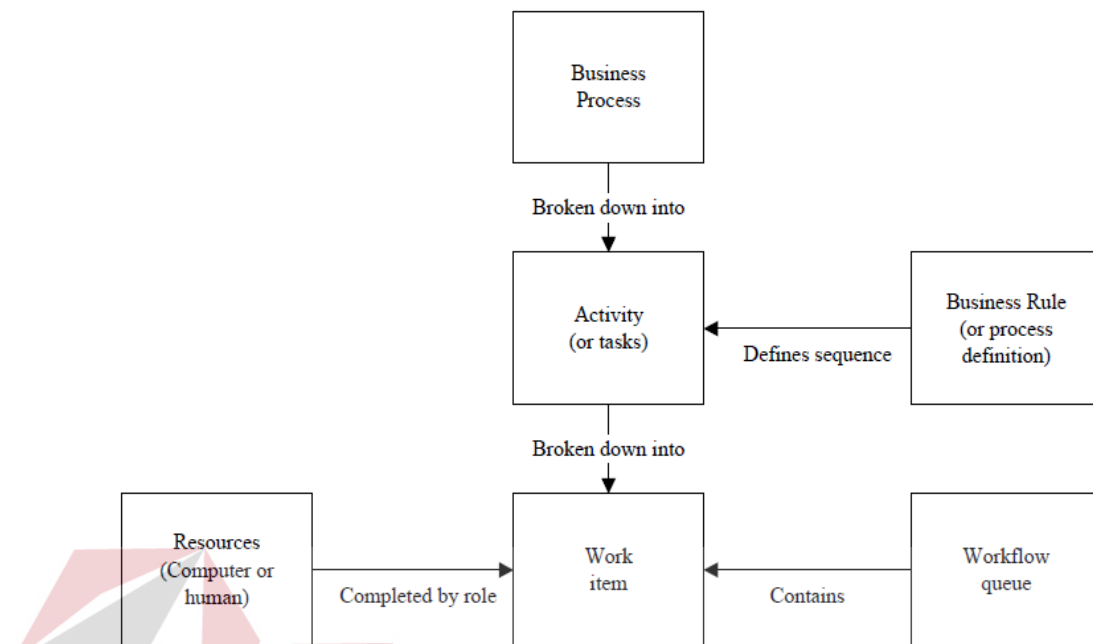 Business
Process
Broken down into
Activity
(or tasks)
Business Rule
(or process
definition)
Defines sequence
Broken down into
Resources
(Computer or
human)
Completed by role
Work
item
Contains
Workflow
queue